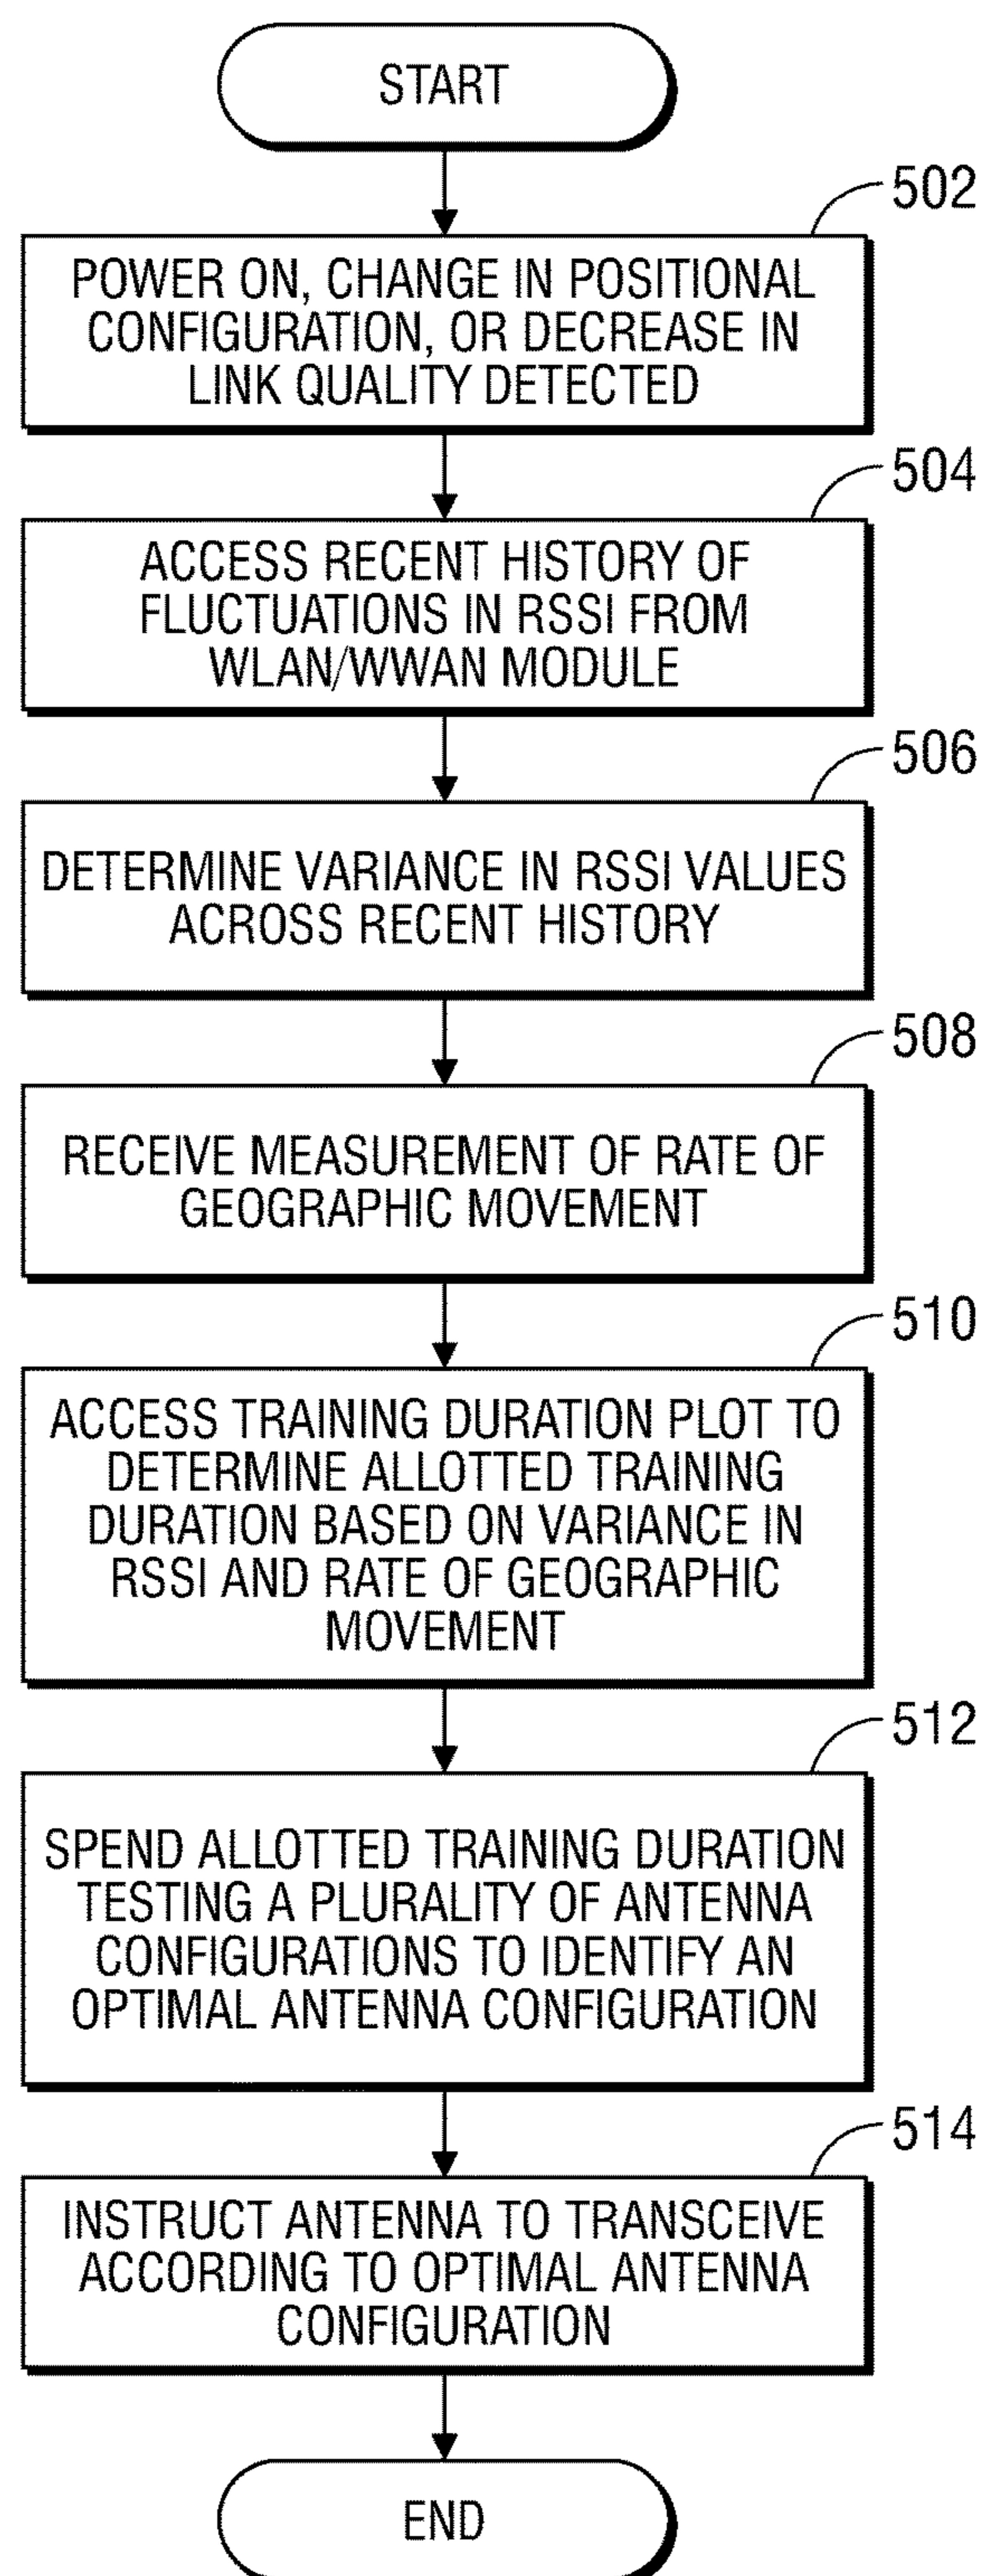 START
502
POWER ON, CHANGE IN POSITIONAL
CONFIGURATION, OR DECREASE IN
LINK QUALITY DETECTED
504
ACCESS RECENT HISTORY OF
FLUCTUATIONS IN RSSI FROM
WLAN/WWAN MODULE
506
DETERMINE VARIANCE IN RSSI VALUES
ACROSS RECENT HISTORY
508
RECEIVE MEASUREMENT OF RATE OF
GEOGRAPHIC MOVEMENT
510
ACCESS TRAINING DURATION PLOT TO
DETERMINE ALLOTTED TRAINING
DURATION BASED ON VARIANCE IN
RSSI AND RATE OF GEOGRAPHIC
MOVEMENT
512
SPEND ALLOTTED TRAINING DURATION
TESTING A PLURALITY OF ANTENNA
CONFIGURATIONS TO IDENTIFY AN
OPTIMAL ANTENNA CONFIGURATION
514
INSTRUCT ANTENNA TO TRANSCEIVE
ACCORDING TO OPTIMAL ANTENNA
CONFIGURATION
END